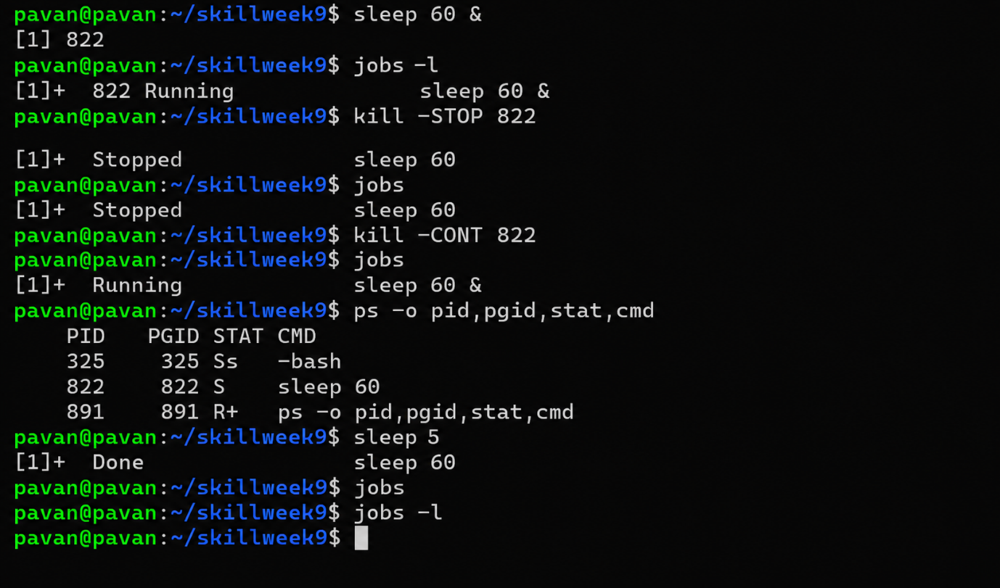 pavan@pavan:~/skillweek9$ sleep 60 &
[1] 822
pavan@pavan:~/skillweek9$ jobs -l
[1]+  822 Running              sleep 60 &
pavan@pavan:~/skillweek9$ kill -STOP 822

[1]+  Stopped             sleep 60
pavan@pavan:~/skillweek9$ jobs
[1]+  Stopped             sleep 60
pavan@pavan:~/skillweek9$ kill -CONT 822
pavan@pavan:~/skillweek9$ jobs
[1]+  Running             sleep 60 &
pavan@pavan:~/skillweek9$ ps -o pid,pgid,stat,cmd
    PID    PGID STAT CMD
    325     325 Ss   -bash
    822     822 S    sleep 60
    891     891 R+   ps -o pid,pgid,stat,cmd
pavan@pavan:~/skillweek9$ sleep 5
[1]+  Done                sleep 60
pavan@pavan:~/skillweek9$ jobs
pavan@pavan:~/skillweek9$ jobs -l
pavan@pavan:~/skillweek9$